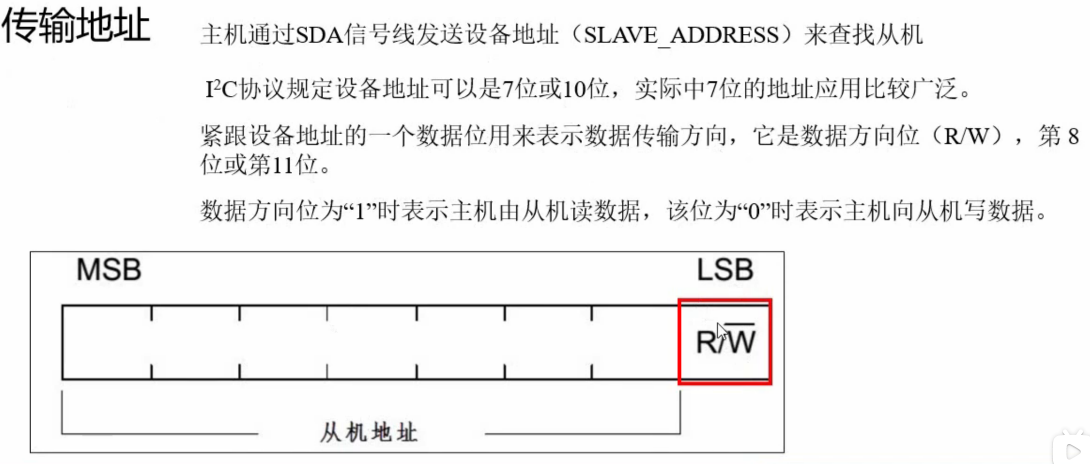 传输地址
主机通过SDA信号线发送设备地址（SLAVE_ADDRESS）来查找从机
I²C协议规定设备地址可以是7位或10位，实际中7位的地址应用比较广泛。
紧跟设备地址的一个数据位用来表示数据传输方向，它是数据方向位（R/W），第 8
位或第11位。
数据方向位为“1”时表示主机由从机读数据，该位为“0”时表示主机向从机写数据。
MSB LSB
R/W̅
从机地址